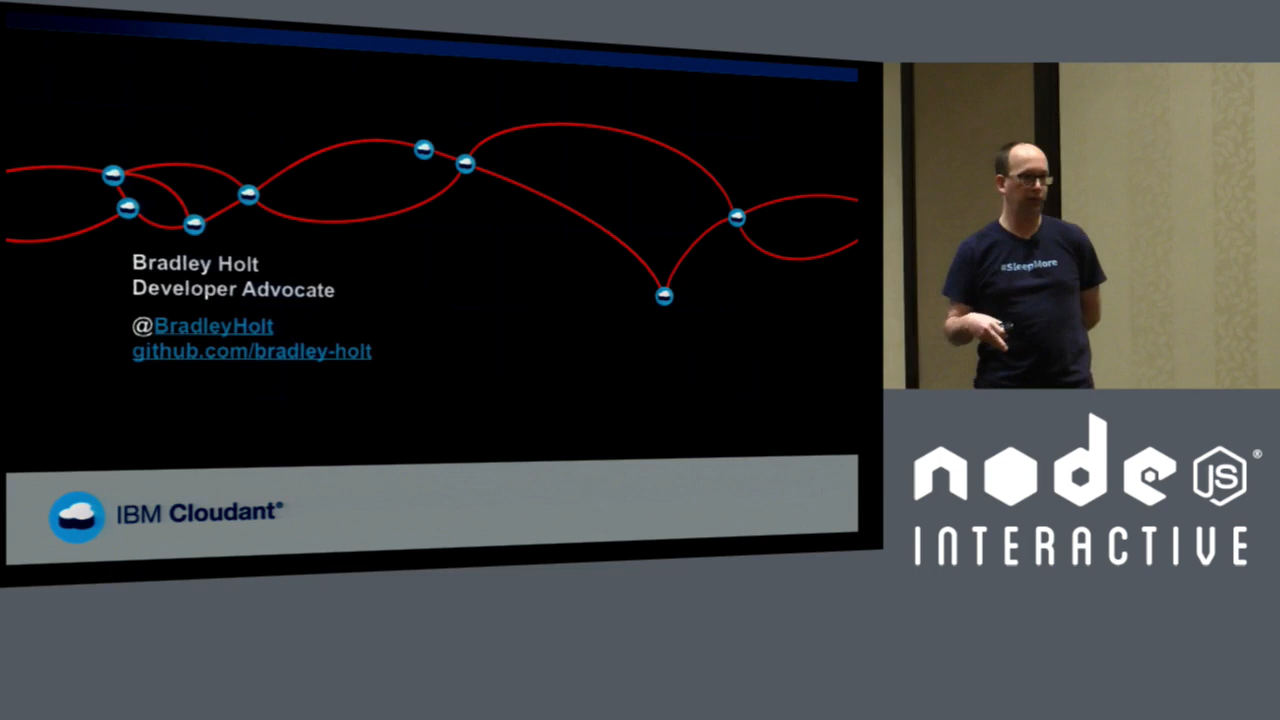 Bradley Holt
Developer Advocate
@BradleyHolt
github.com/bradley-holt
IBM Cloudant®
#SleepMore
node JS®
INTERACTIVE